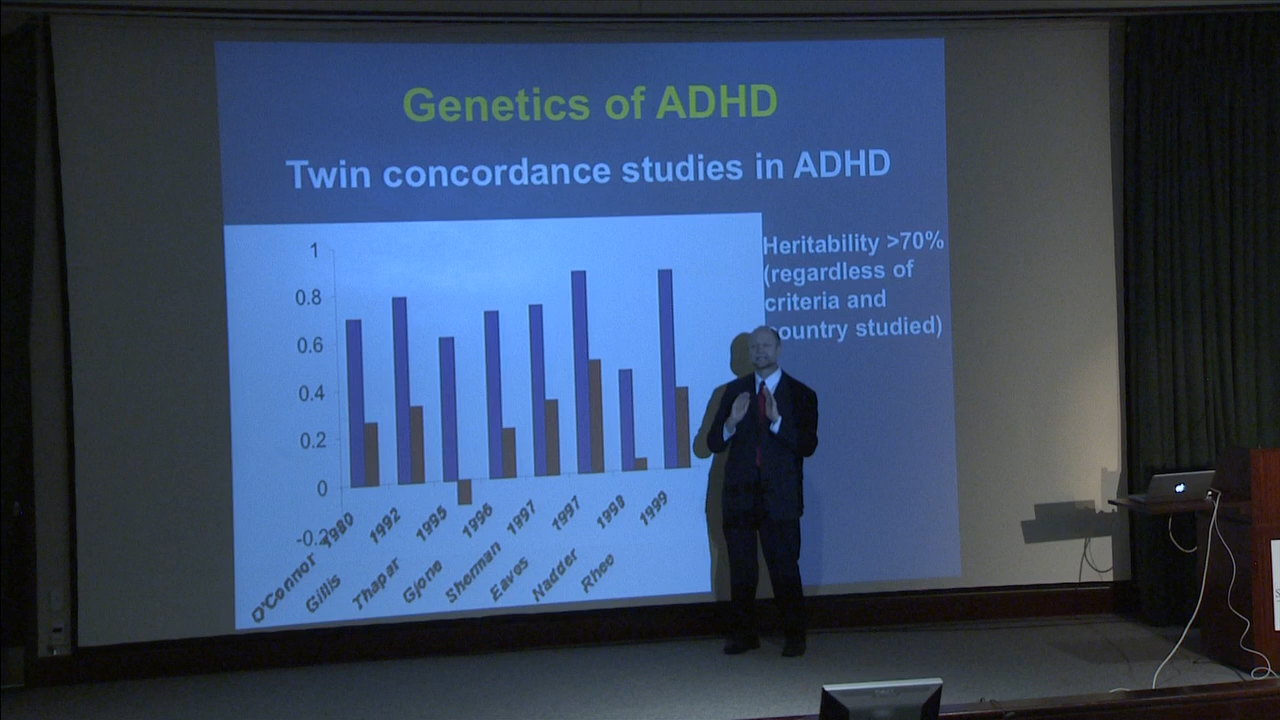 Genetics of ADHD
Twin concordance studies in ADHD
Heritability >70%
(regardless of
criteria and
country studied)
1
0.8
0.6
0.4
0.2
0
-0.2
O'Connor 1980
Gillis 1992
Thapar 1995
Gjone 1996
Sherman 1997
Eaves 1997
Nadder 1998
Rheo 1999